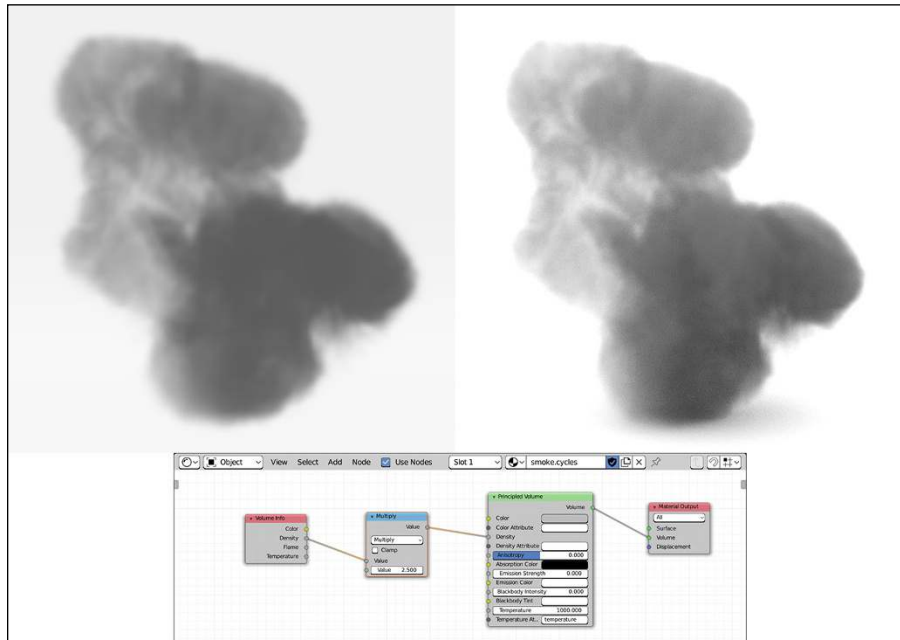 Object View Select Add Node Use Nodes Slot 1 smoke.cycles
Volume Info
Color
Density
Flame
Temperature
Multiply
Value
Multiply
Clamp
Value
Value 2.500
Principled Volume
Volume
Color
Color Attribute
Density
Density Attribute
Anisotropy 0.000
Absorption Color
Emission Strength 0.000
Emission Color
Blackbody Intensity 0.000
Blackbody Tint
Temperature 1000.000
Temperature At.. temperature
Material Output
All
Surface
Volume
Displacement